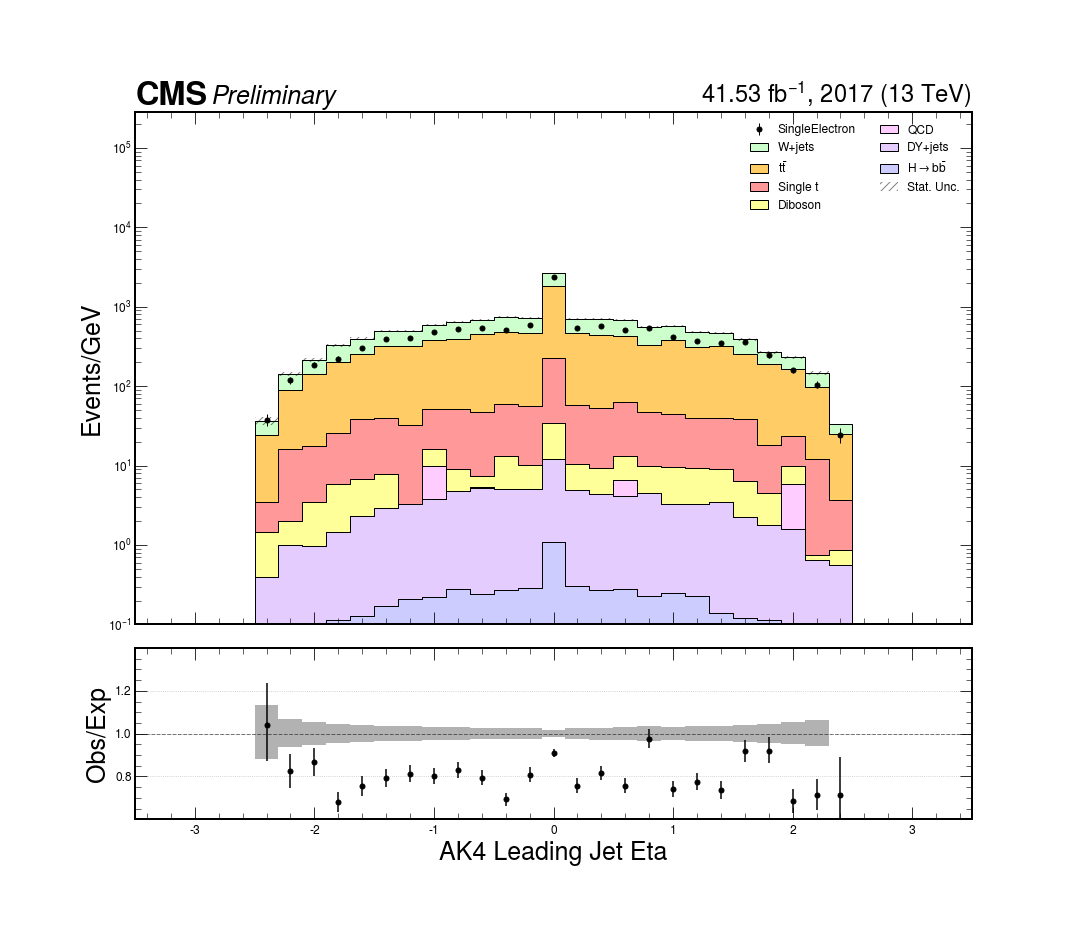 CMS Preliminary
41.53 fb⁻¹, 2017 (13 TeV)
SingleElectron
W+jets
tt̄
Single t
Diboson
QCD
DY+jets
H→bb̄
Stat. Unc.
Events/GeV
10⁵
10⁴
10³
10²
10¹
10⁰
10⁻¹
Obs/Exp
1.2
1.0
0.8
-3 -2 -1 0 1 2 3
AK4 Leading Jet Eta